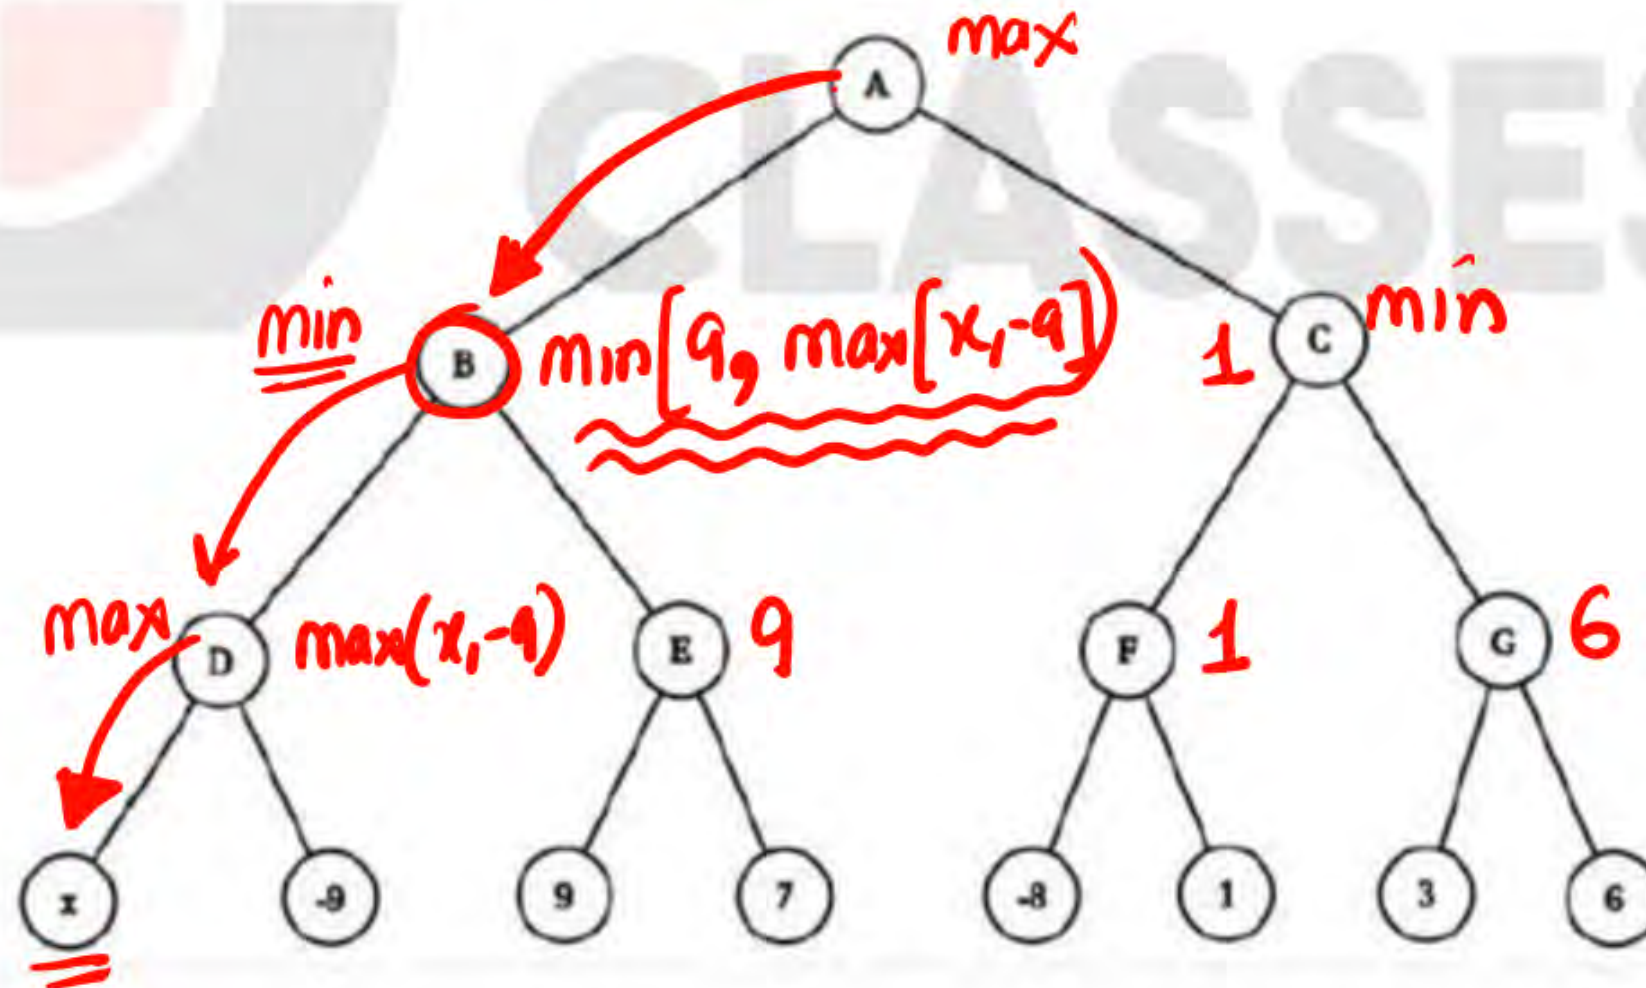 max
A
CLASSES
min
B
min[9, max[x,-9])
1
C
min
max
D
max(x,-9)
E
9
F
1
G
6
x
-9
9
7
-8
1
3
6